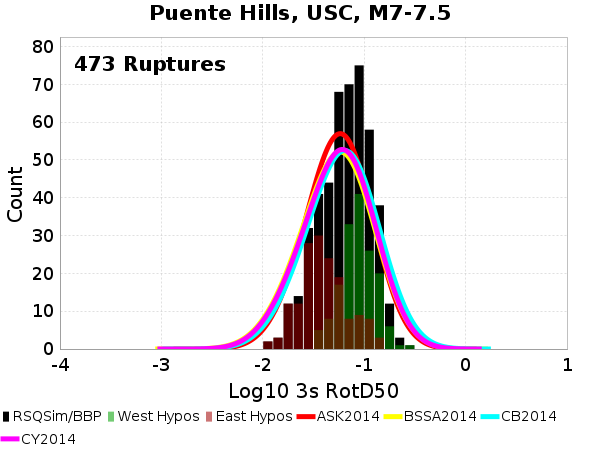 Puente Hills, USC, M7-7.5
473 Ruptures
80
70
60
50
40
30
20
10
0
Count
-4 -3 -2 -1 0 1
Log10 3s RotD50
RSQSim/BBP West Hypos East Hypos ASK2014 BSSA2014 CB2014
CY2014